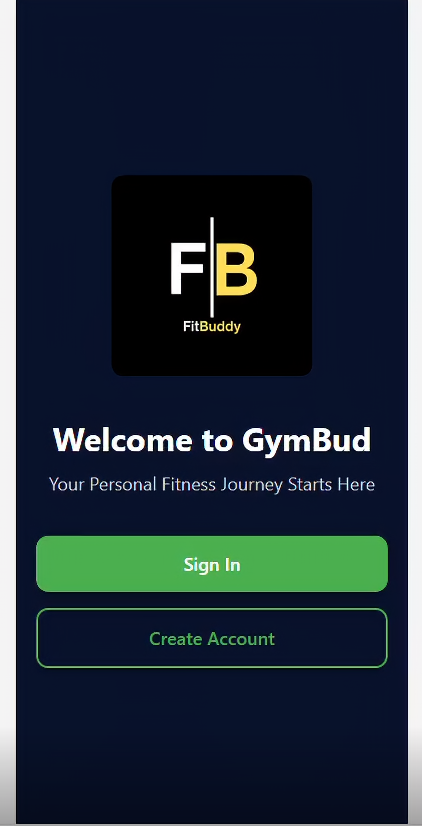 F B
FitBuddy
Welcome to GymBud
Your Personal Fitness Journey Starts Here
Sign In
Create Account